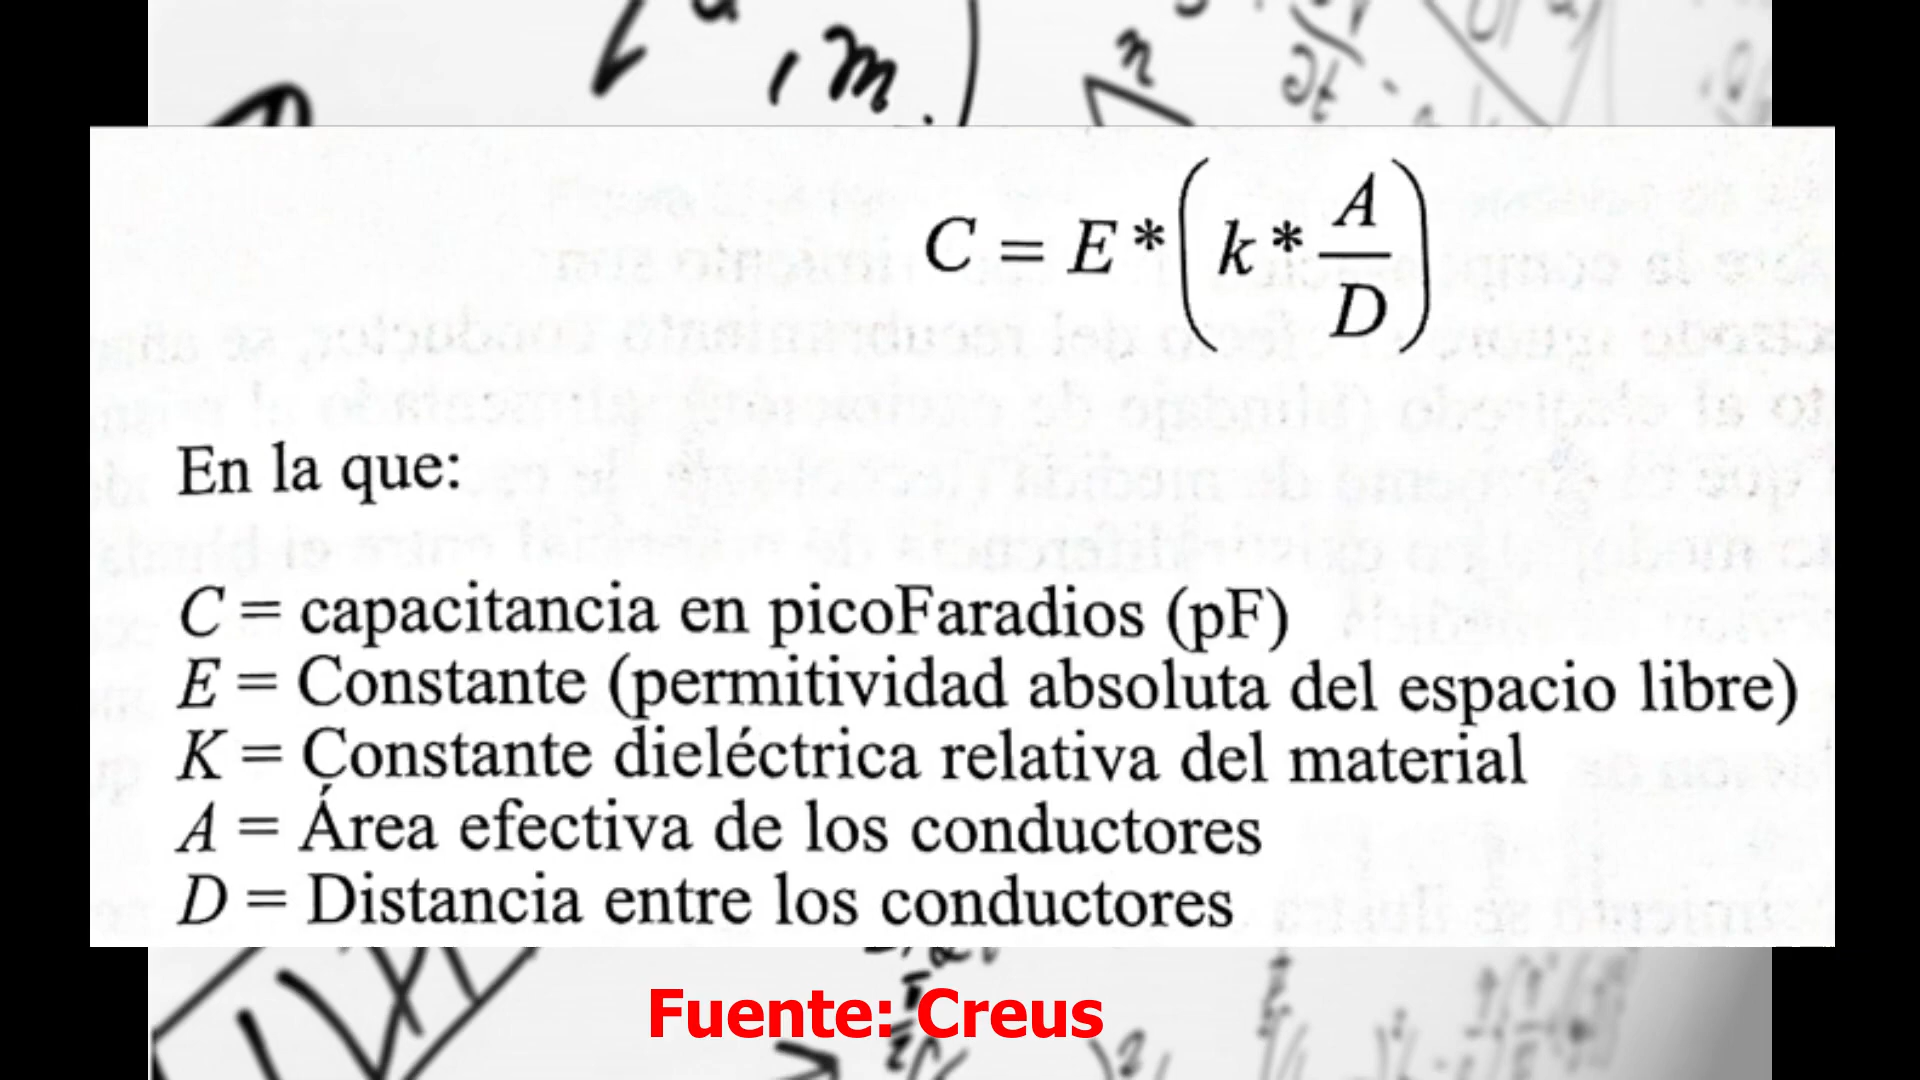 C = E * ( k * A / D )
En la que:
C = capacitancia en picoFaradios (pF)
E = Constante (permitividad absoluta del espacio libre)
K = Constante dieléctrica relativa del material
A = Área efectiva de los conductores
D = Distancia entre los conductores
Fuente: Creus